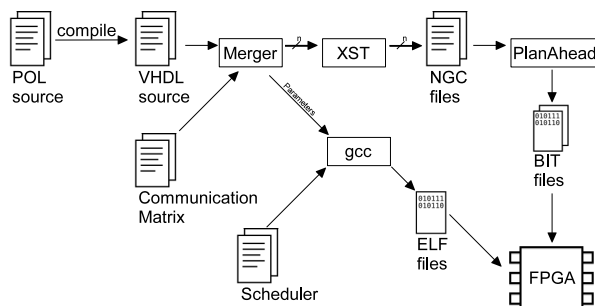 compile
n
n
Merger
XST
PlanAhead
POL
source
VHDL
source
NGC
files
Parameters
010111
010110
gcc
BIT
files
Communication
Matrix
010111
010110
ELF
files
FPGA
Scheduler